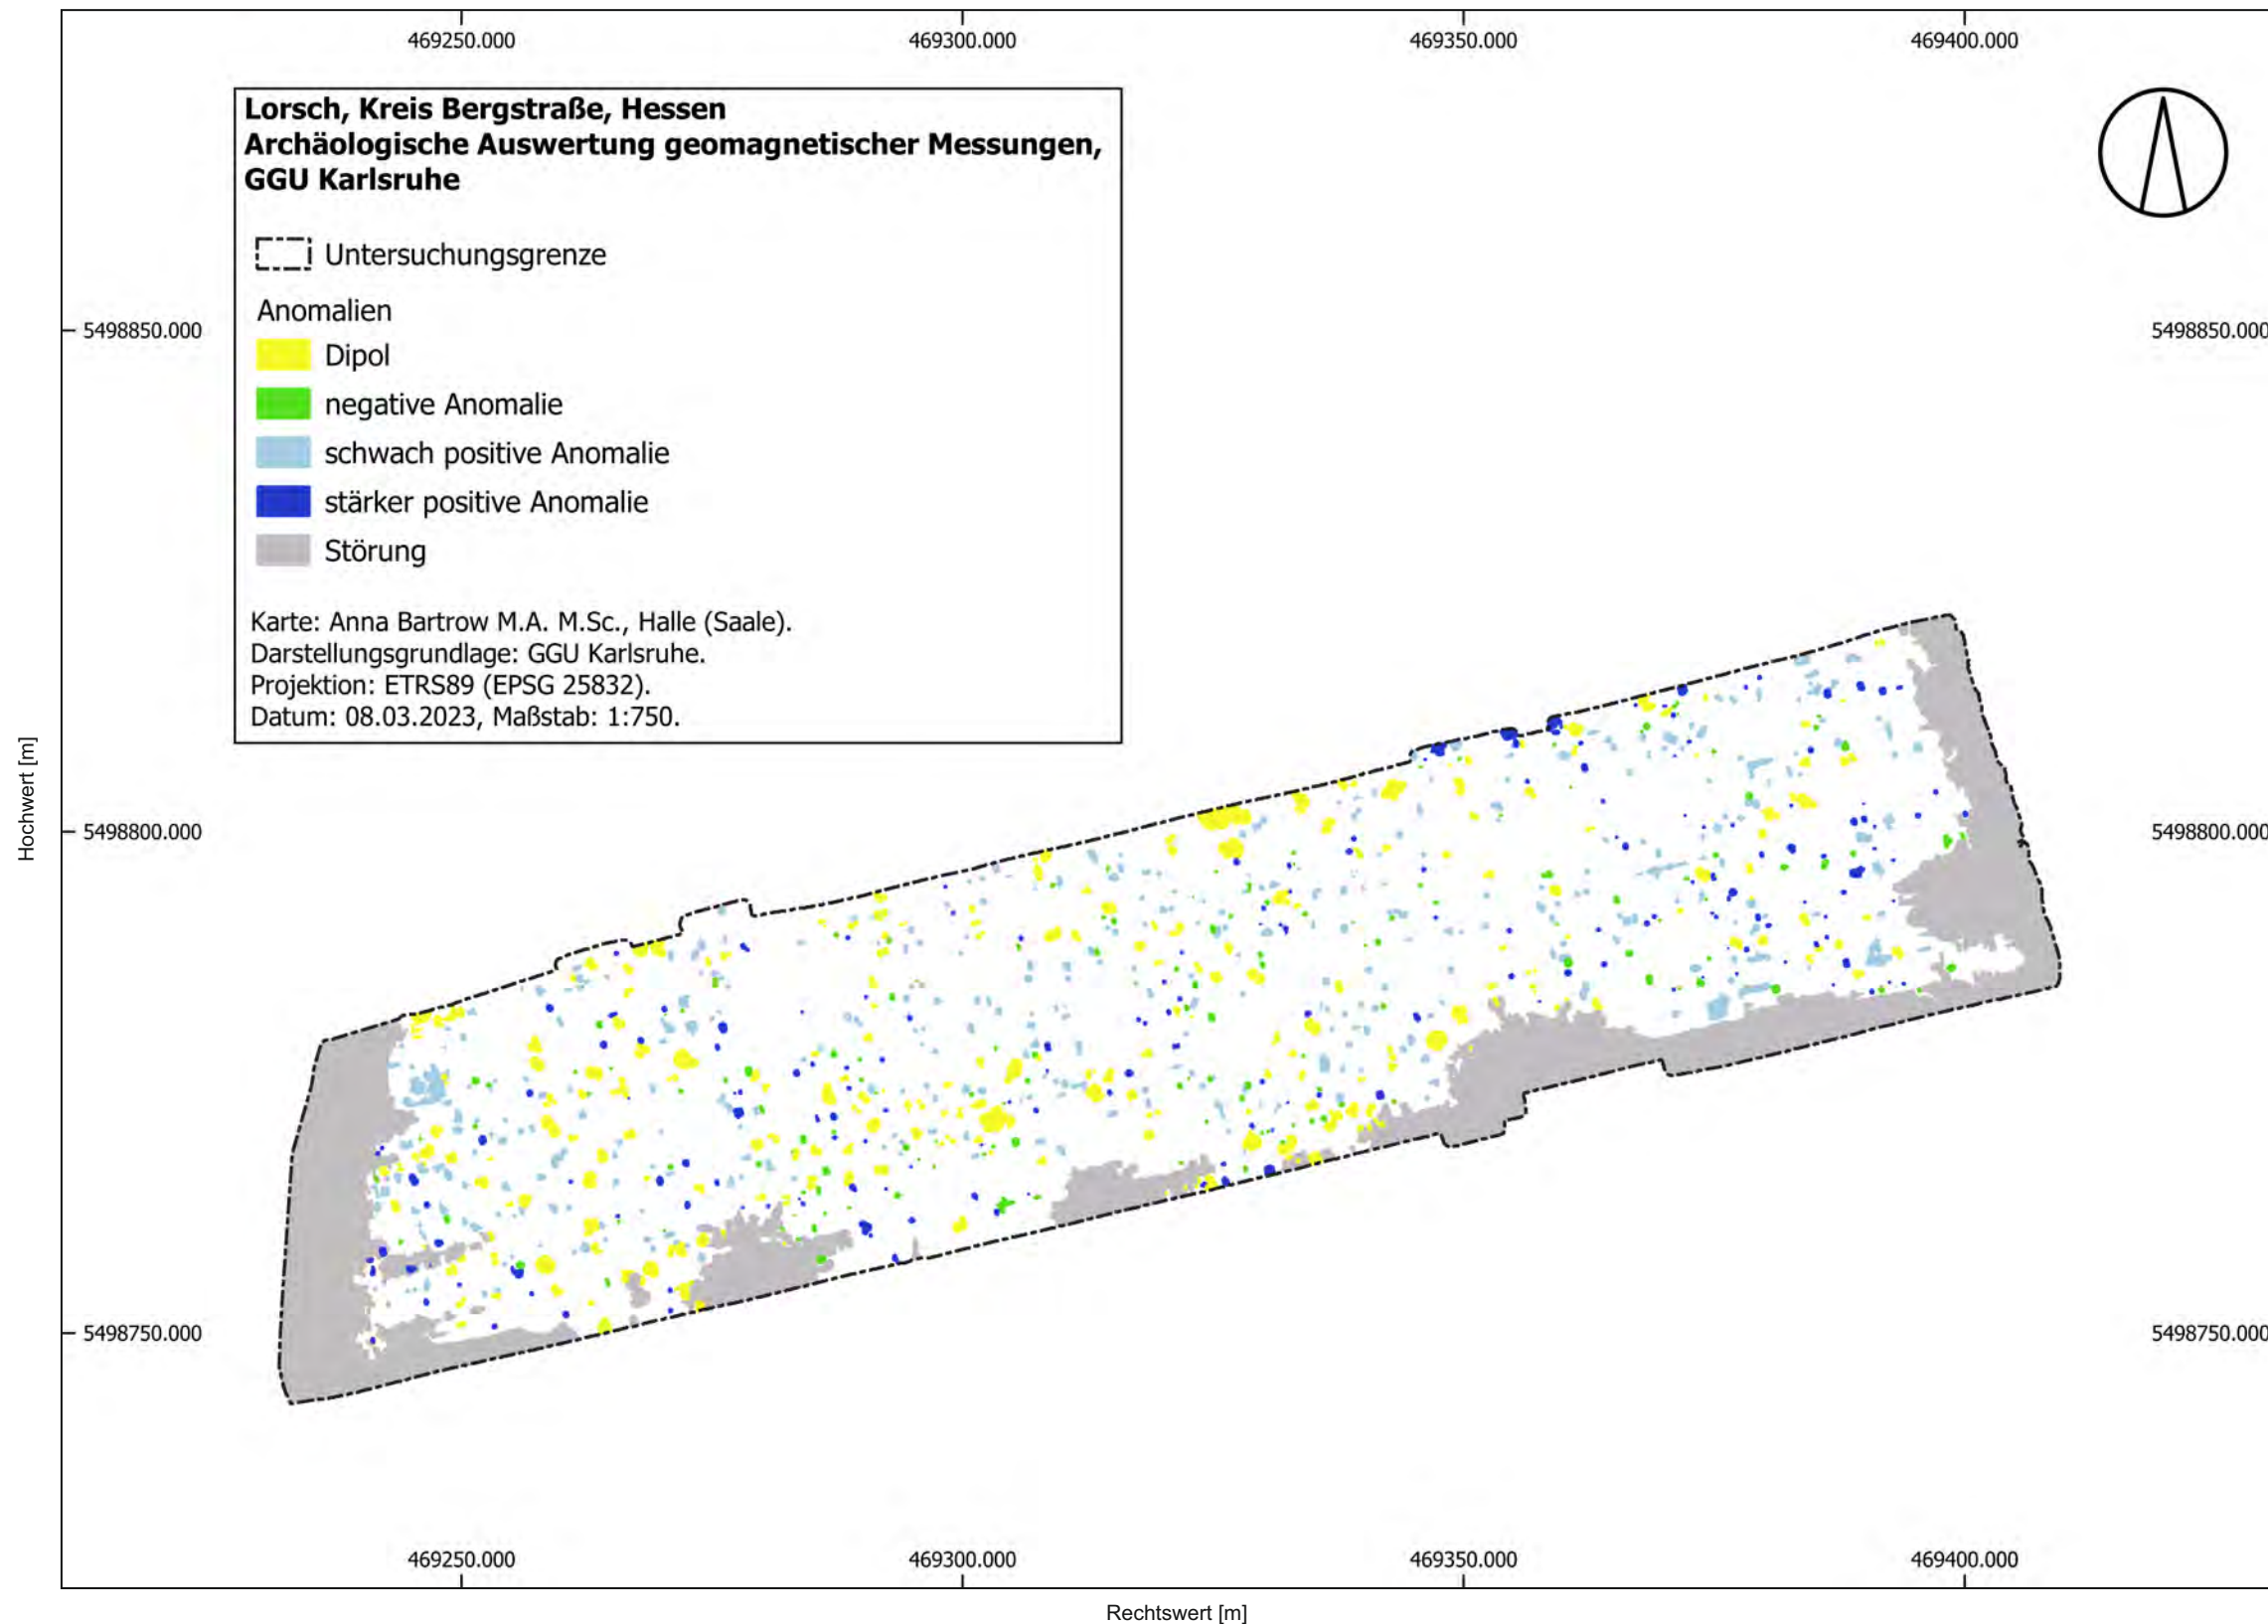 469250.000 469300.000 469350.000 469400.000
Lorsch, Kreis Bergstraße, Hessen
Archäologische Auswertung geomagnetischer Messungen,
GGU Karlsruhe
Untersuchungsgrenze
Anomalien
Dipol
negative Anomalie
schwach positive Anomalie
stärker positive Anomalie
Störung
Karte: Anna Bartrow M.A. M.Sc., Halle (Saale).
Darstellungsgrundlage: GGU Karlsruhe.
Projektion: ETRS89 (EPSG 25832).
Datum: 08.03.2023, Maßstab: 1:750.
5498850.000 5498850.000
5498800.000 5498800.000
5498750.000 5498750.000
Hochwert [m]
469250.000 469300.000 469350.000 469400.000
Rechtswert [m]